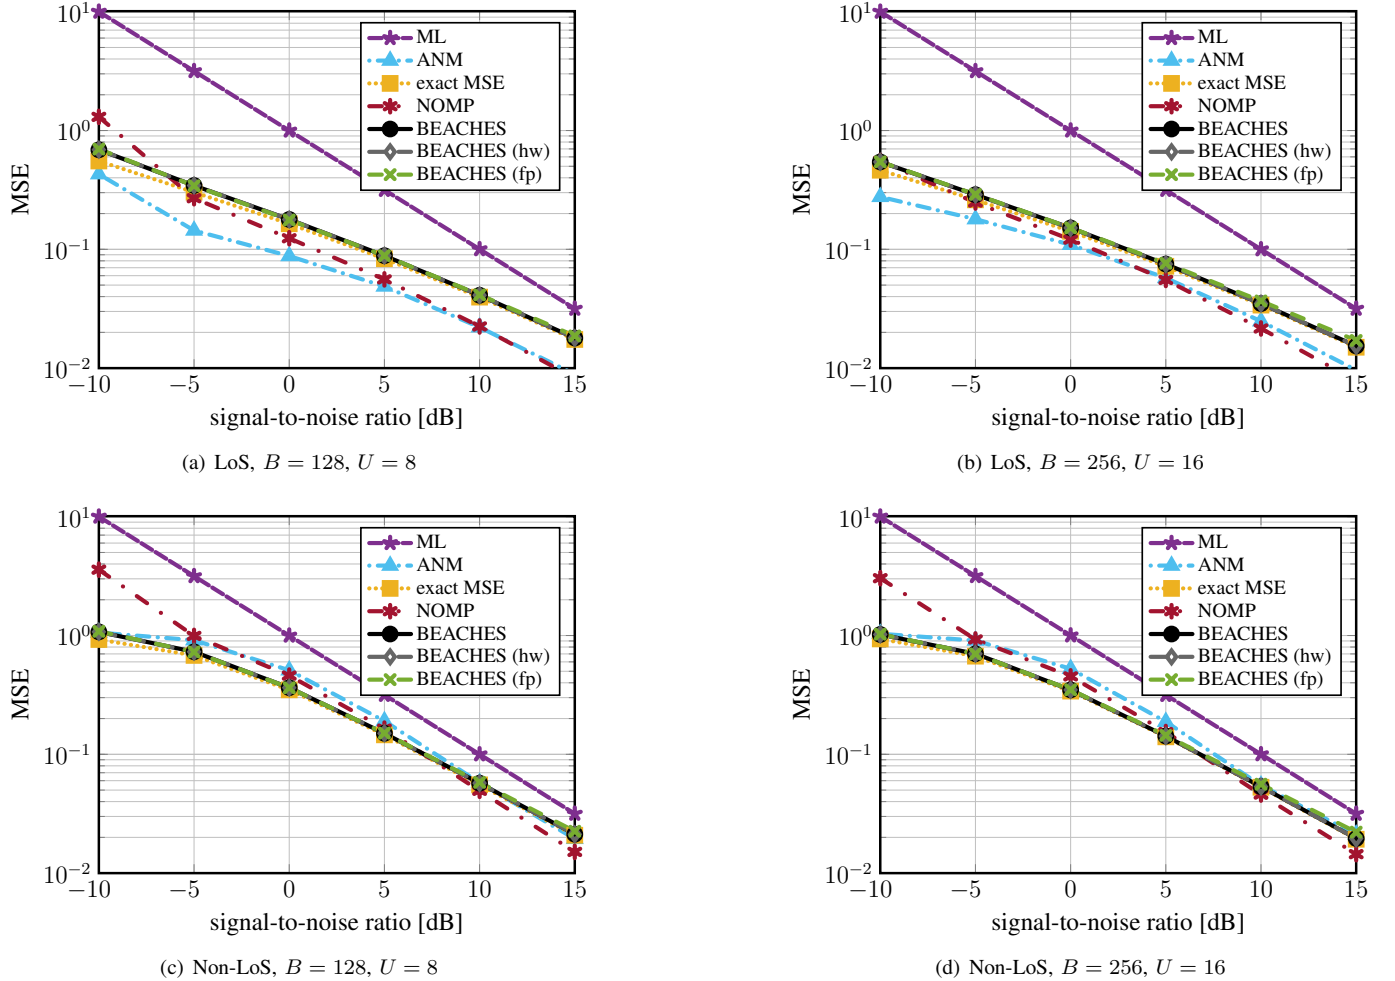 10^1
10^0
10^−1
10^−2
MSE
−10 −5 0 5 10 15
signal-to-noise ratio [dB]
ML
ANM
exact MSE
NOMP
BEACHES
BEACHES (hw)
BEACHES (fp)
(a) LoS, B = 128, U = 8
10^1
10^0
10^−1
10^−2
MSE
−10 −5 0 5 10 15
signal-to-noise ratio [dB]
ML
ANM
exact MSE
NOMP
BEACHES
BEACHES (hw)
BEACHES (fp)
(b) LoS, B = 256, U = 16
10^1
10^0
10^−1
10^−2
MSE
−10 −5 0 5 10 15
signal-to-noise ratio [dB]
ML
ANM
exact MSE
NOMP
BEACHES
BEACHES (hw)
BEACHES (fp)
(c) Non-LoS, B = 128, U = 8
10^1
10^0
10^−1
10^−2
MSE
−10 −5 0 5 10 15
signal-to-noise ratio [dB]
ML
ANM
exact MSE
NOMP
BEACHES
BEACHES (hw)
BEACHES (fp)
(d) Non-LoS, B = 256, U = 16